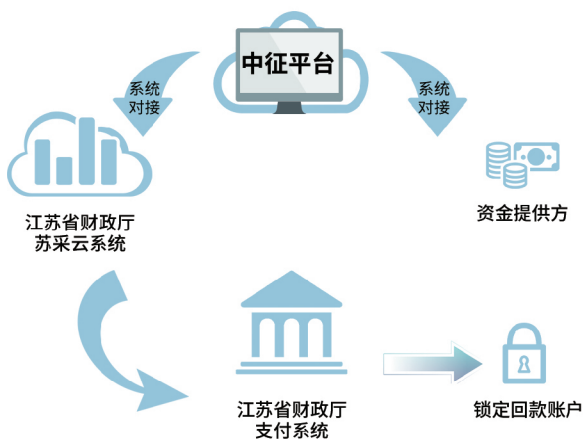 中征平台
系统
对接
系统
对接
江苏省财政厅
苏采云系统
资金提供方
江苏省财政厅
支付系统
锁定回款账户